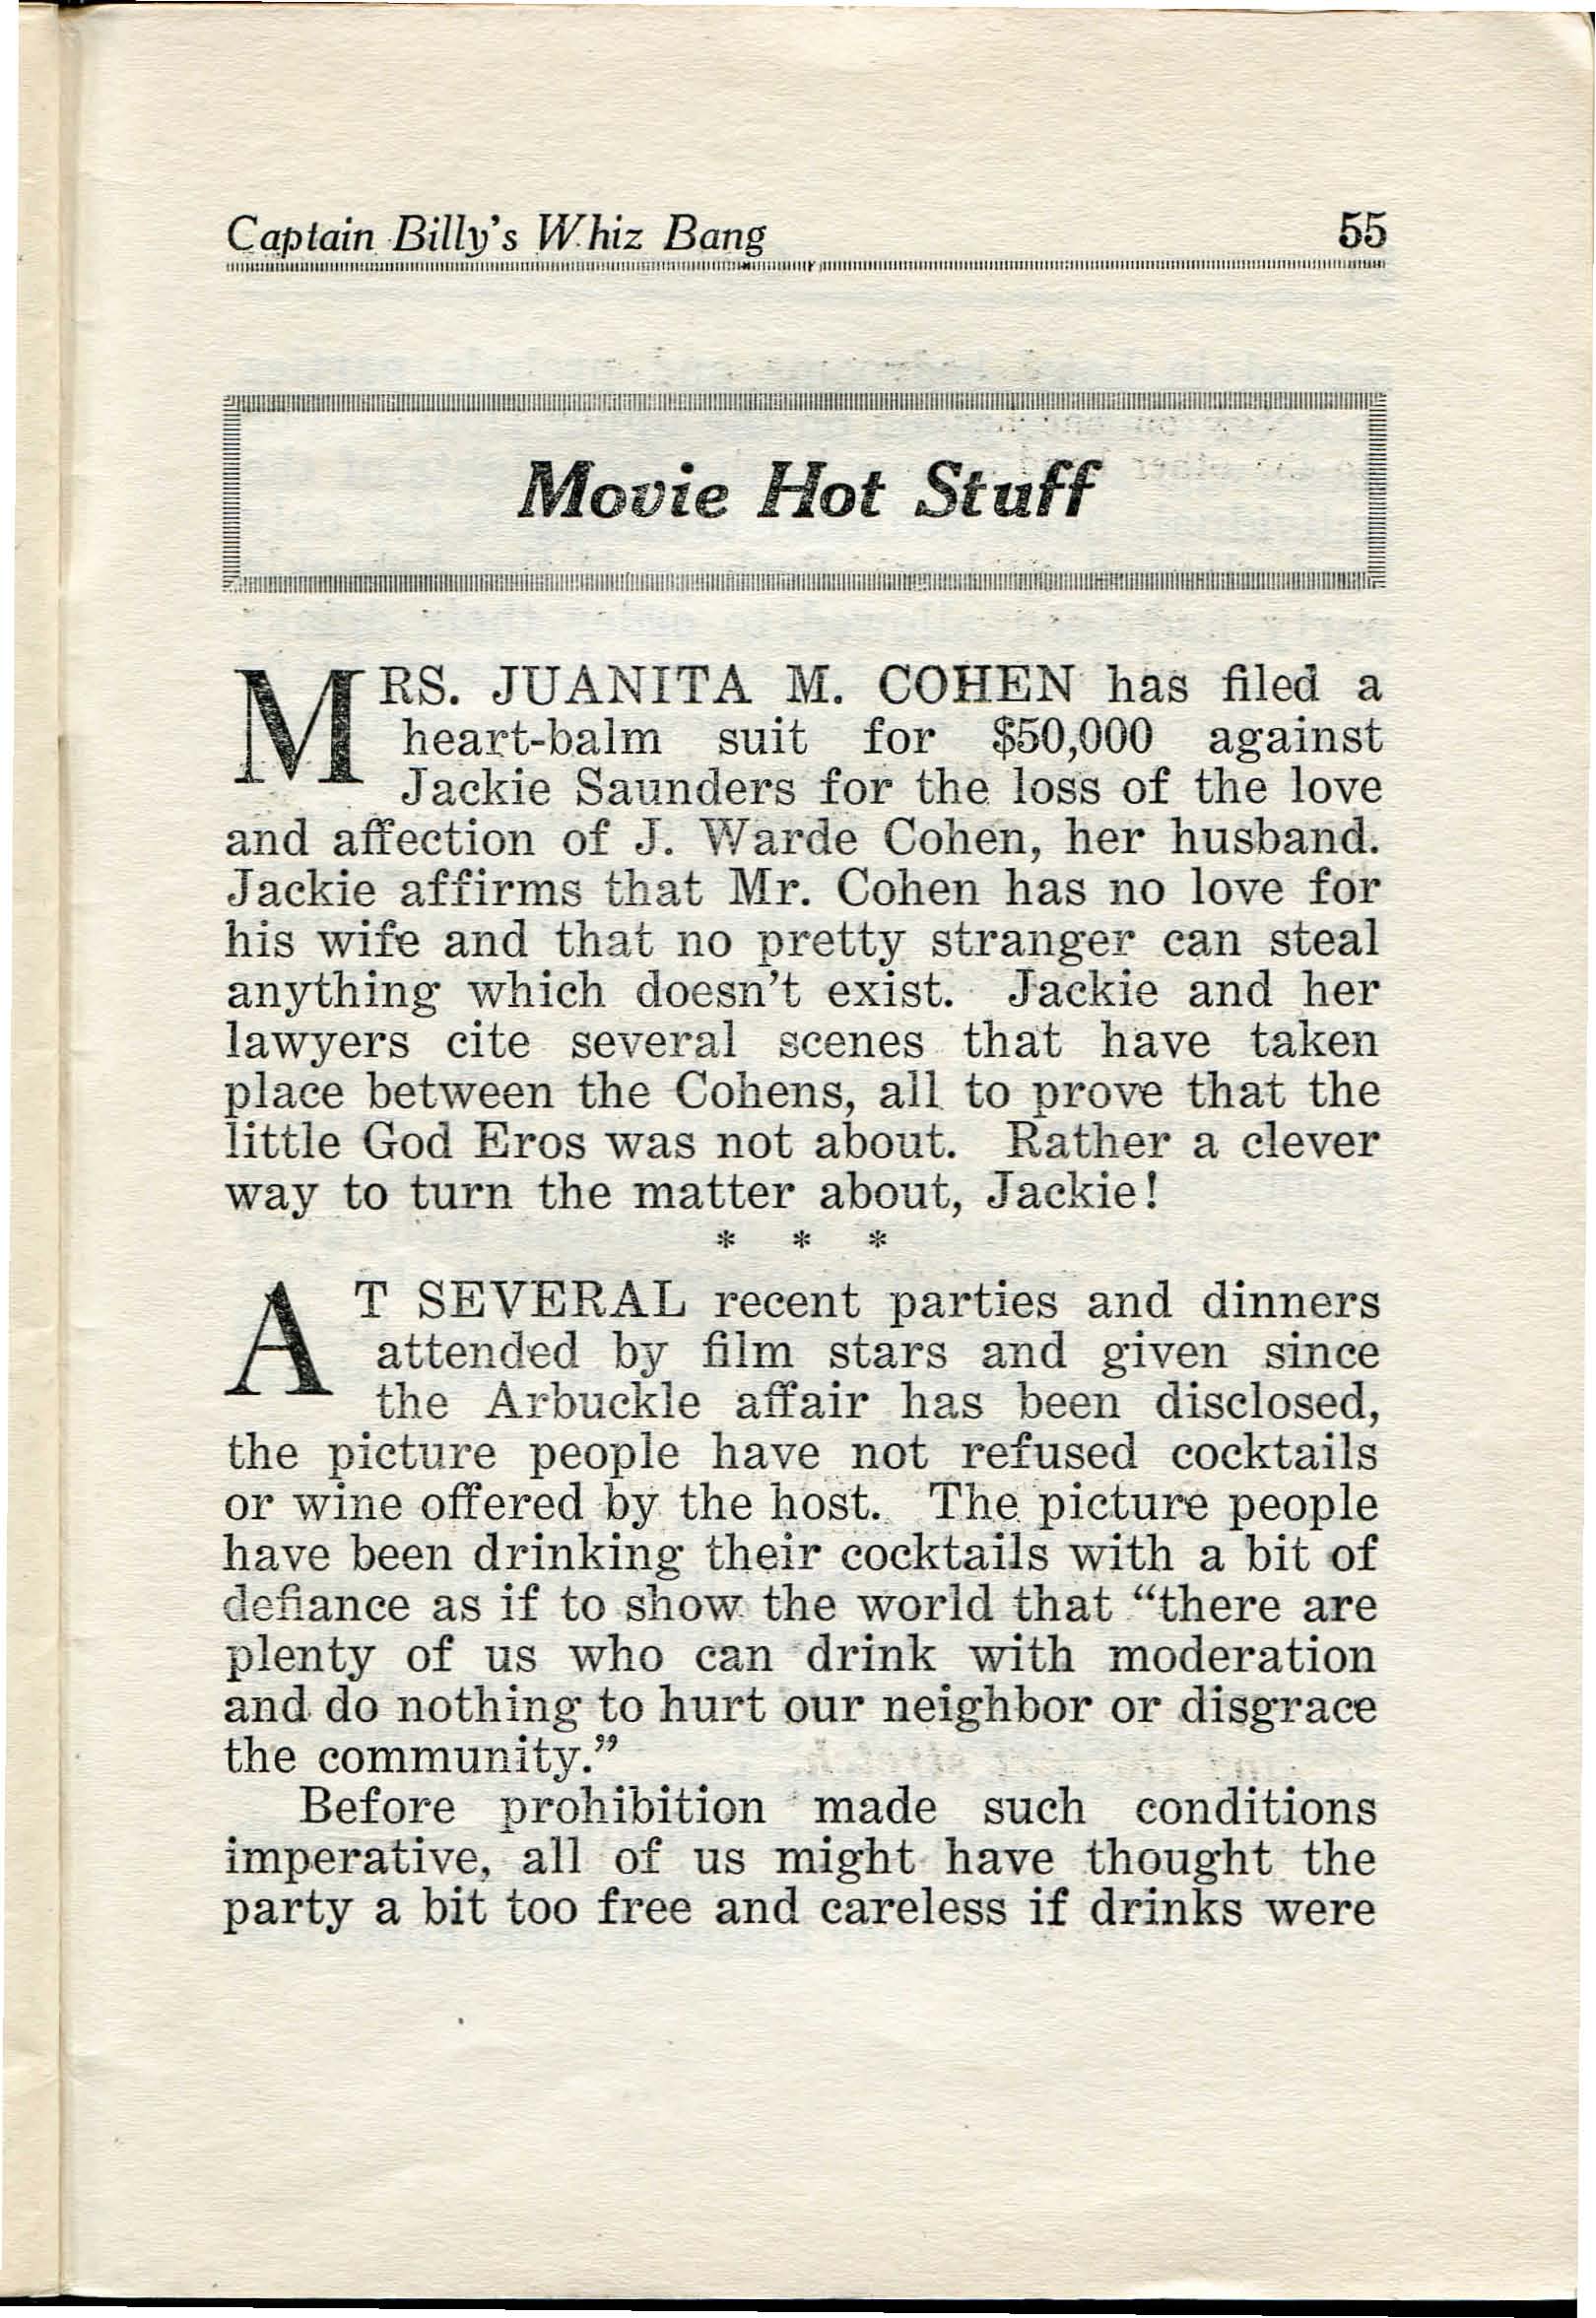 Captain Billy's Whiz Bang 55
Movie Hot Stuff
MRS. JUANITA M. COHEN has filed a
heart-balm suit for $50,000 against
Jackie Saunders for the loss of the love
and affection of J. Warde Cohen, her husband.
Jackie affirms that Mr. Cohen has no love for
his wife and that no pretty stranger can steal
anything which doesn't exist. Jackie and her
lawyers cite several scenes that have taken
place between the Cohens, all to prove that the
little God Eros was not about. Rather a clever
way to turn the matter about, Jackie!
* * *
AT SEVERAL recent parties and dinners
attended by film stars and given since
the Arbuckle affair has been disclosed,
the picture people have not refused cocktails
or wine offered by the host. The picture people
have been drinking their cocktails with a bit of
defiance as if to show the world that “there are
plenty of us who can drink with moderation
and do nothing to hurt our neighbor or disgrace
the community.”
Before prohibition made such conditions
imperative, all of us might have thought the
party a bit too free and careless if drinks were